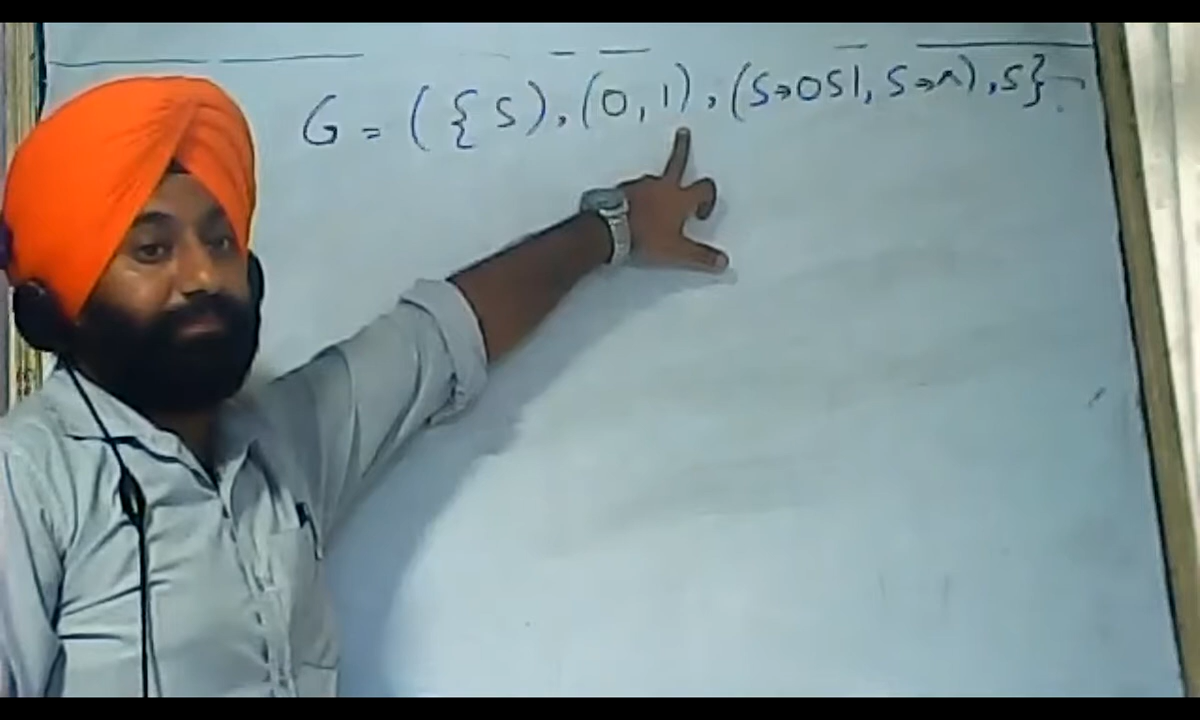 G = ({S), (0, 1), (S→0S1, S→^), S}